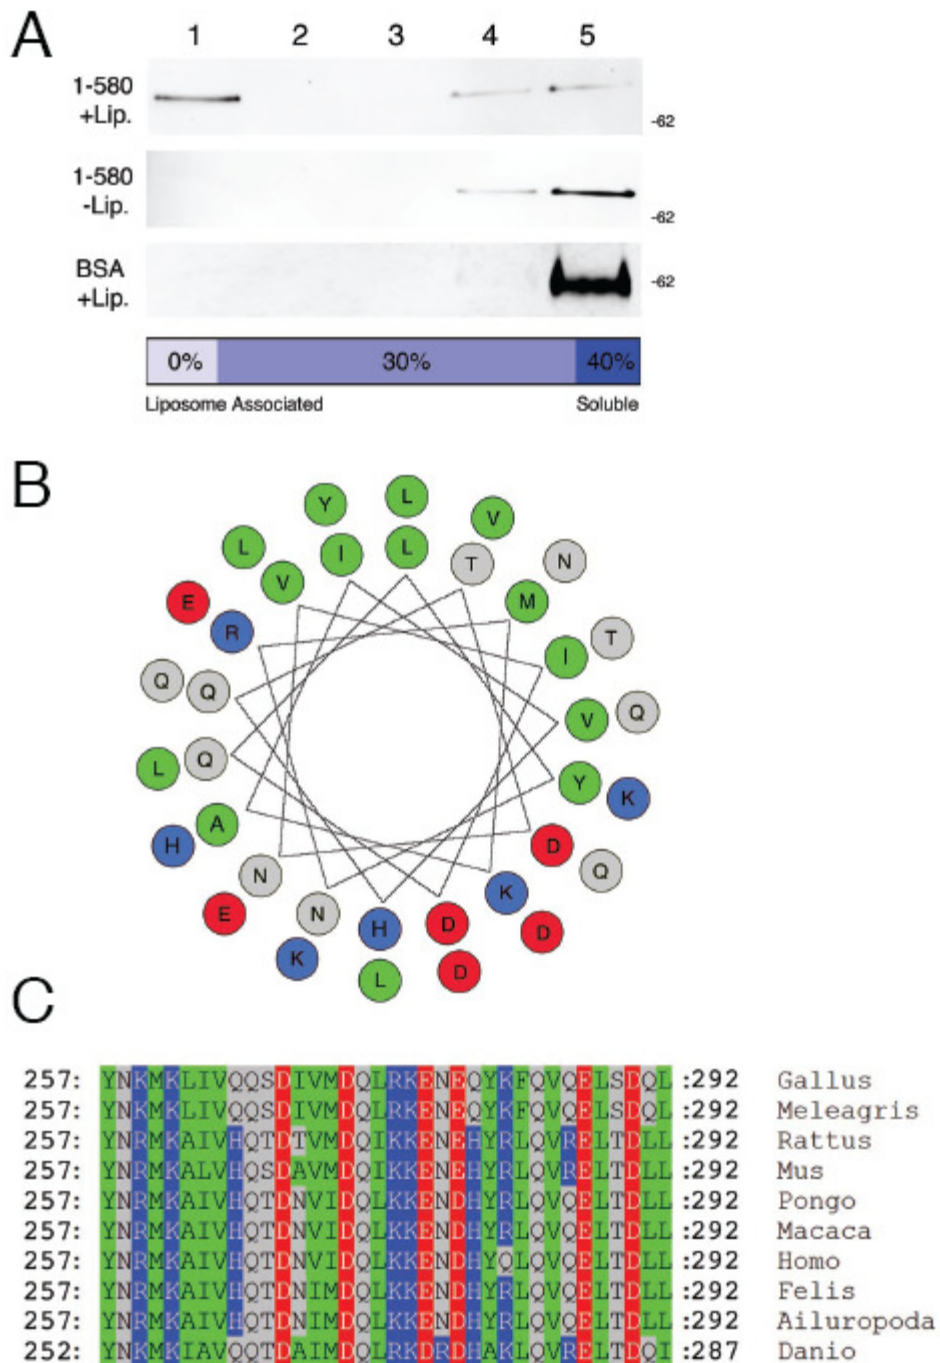 A
1 2 3 4 5
1-580
+Lip.
-62
1-580
-Lip.
-62
BSA
+Lip.
-62
0% 30% 40%
Liposome Associated Soluble
B
Y L V
L V I L T N
E R M T
Q Q I
V Q
L Q Y K
H A D Q
E N K D
K N H D
L D
C
257: YNKMKLIVQQSDIVMDQLRKENEQYKFQVQELSDQL :292 Gallus
257: YNKMKLIVQQSDIVMDQLRKENEQYKFQVQELSDQL :292 Meleagris
257: YNRMKAIVHQTDTVMDQIKKENEHYRLQVRELTDLL :292 Rattus
257: YNRMKALVHQSDAVMDQIKKENEHYRLQVRELTDLL :292 Mus
257: YNRMKAIVHQTDNVIDQLKKENDHYRLQVQELTDLL :292 Pongo
257: YNRMKAIVHQTDNVIDQLKKENDHYRLQVQELTDLL :292 Macaca
257: YNRMKAIVHQTDNVIDQLKKENDHYQLQVQELTDLL :292 Homo
257: YNRMKAIVHQTDNIMDQLKKENDHYRLQVQELTDLL :292 Felis
257: YNRMKAIVHQTDNIMDQLKKENDHYRLQVQELTDLL :292 Ailuropoda
252: YNKMKIAVQQTDAIMDQLRKDRDHAKLQVRELTDQI :287 Danio